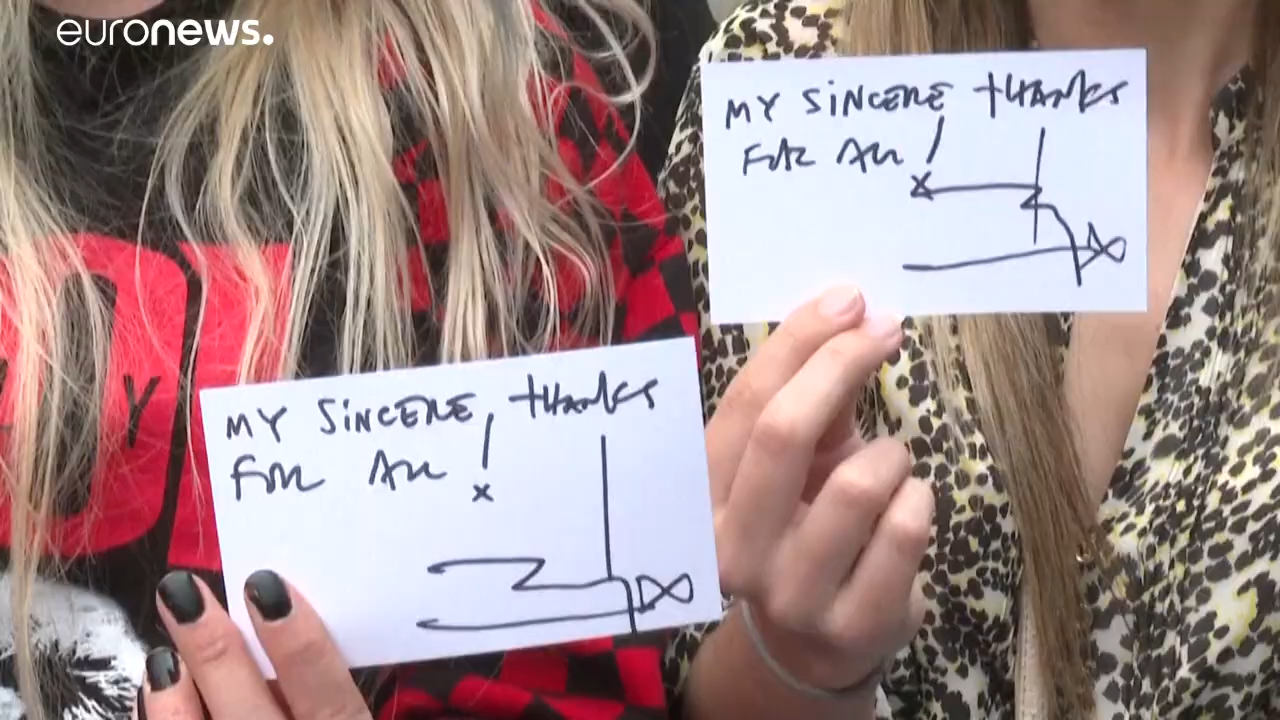 euronews.
MY SINCERE THANKS
FOR ALL!
x
MY SINCERE THANKS
FOR ALL!
x
Y